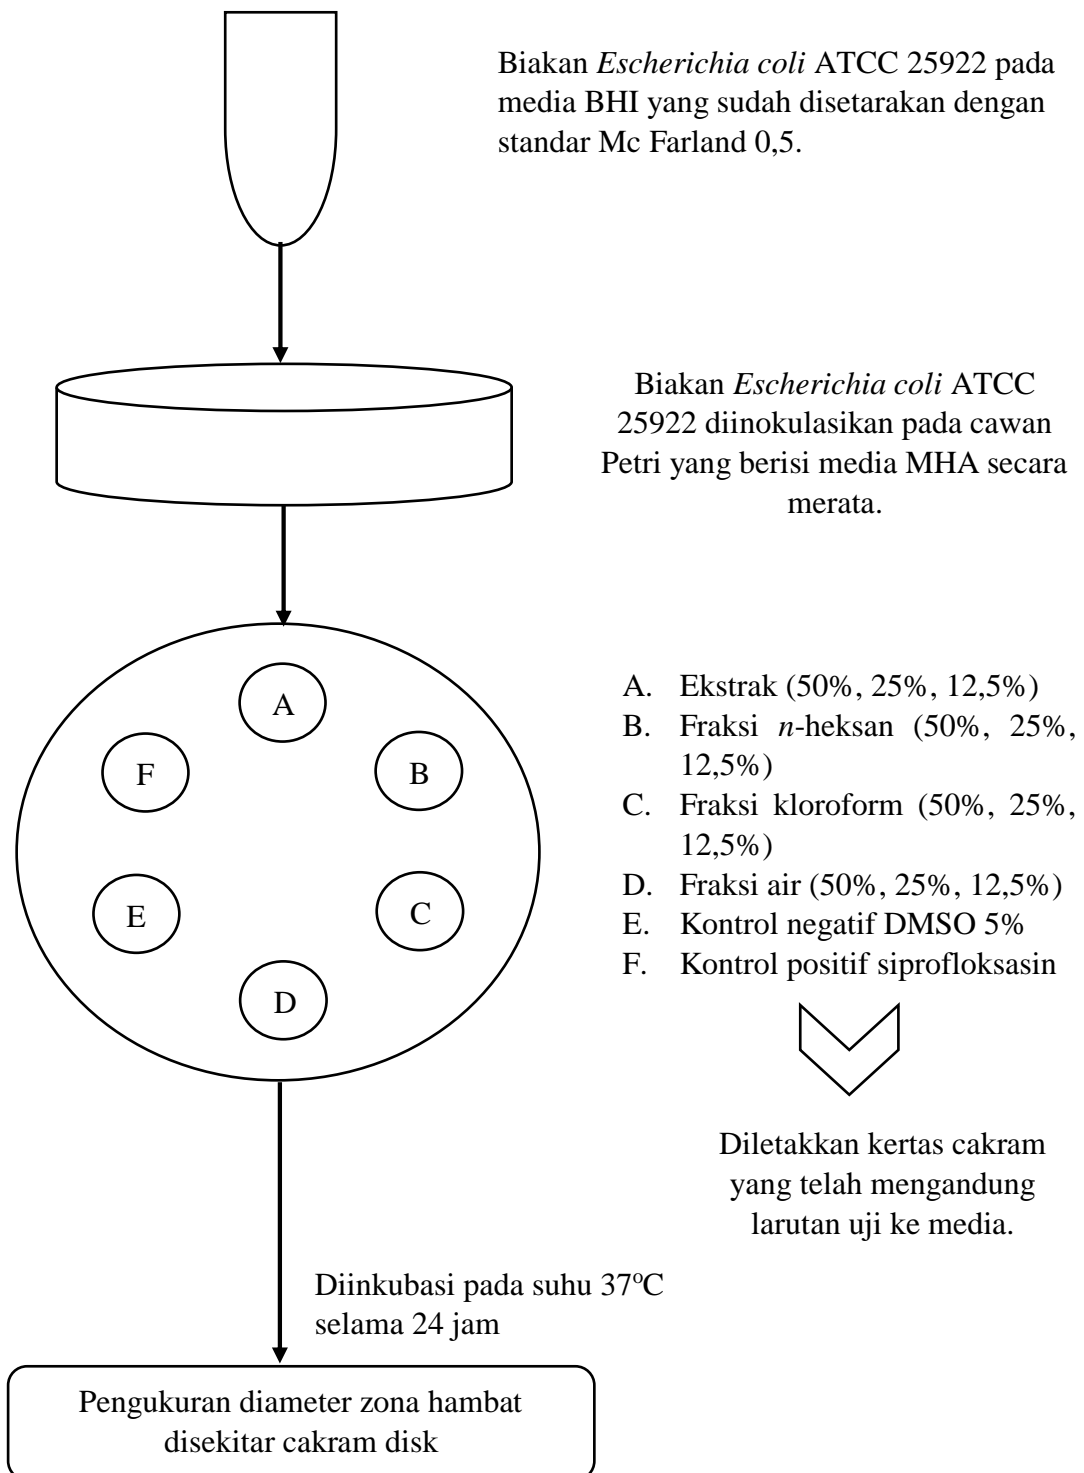 Biakan Escherichia coli ATCC 25922 pada
media BHI yang sudah disetarakan dengan
standar Mc Farland 0,5.
Biakan Escherichia coli ATCC
25922 diinokulasikan pada cawan
Petri yang berisi media MHA secara
merata.
A
F
B
E
C
D
A. Ekstrak (50%, 25%, 12,5%)
B. Fraksi n-heksan (50%, 25%,
12,5%)
C. Fraksi kloroform (50%, 25%,
12,5%)
D. Fraksi air (50%, 25%, 12,5%)
E. Kontrol negatif DMSO 5%
F. Kontrol positif siprofloksasin
Diletakkan kertas cakram
yang telah mengandung
larutan uji ke media.
Diinkubasi pada suhu 37°C
selama 24 jam
Pengukuran diameter zona hambat
disekitar cakram disk